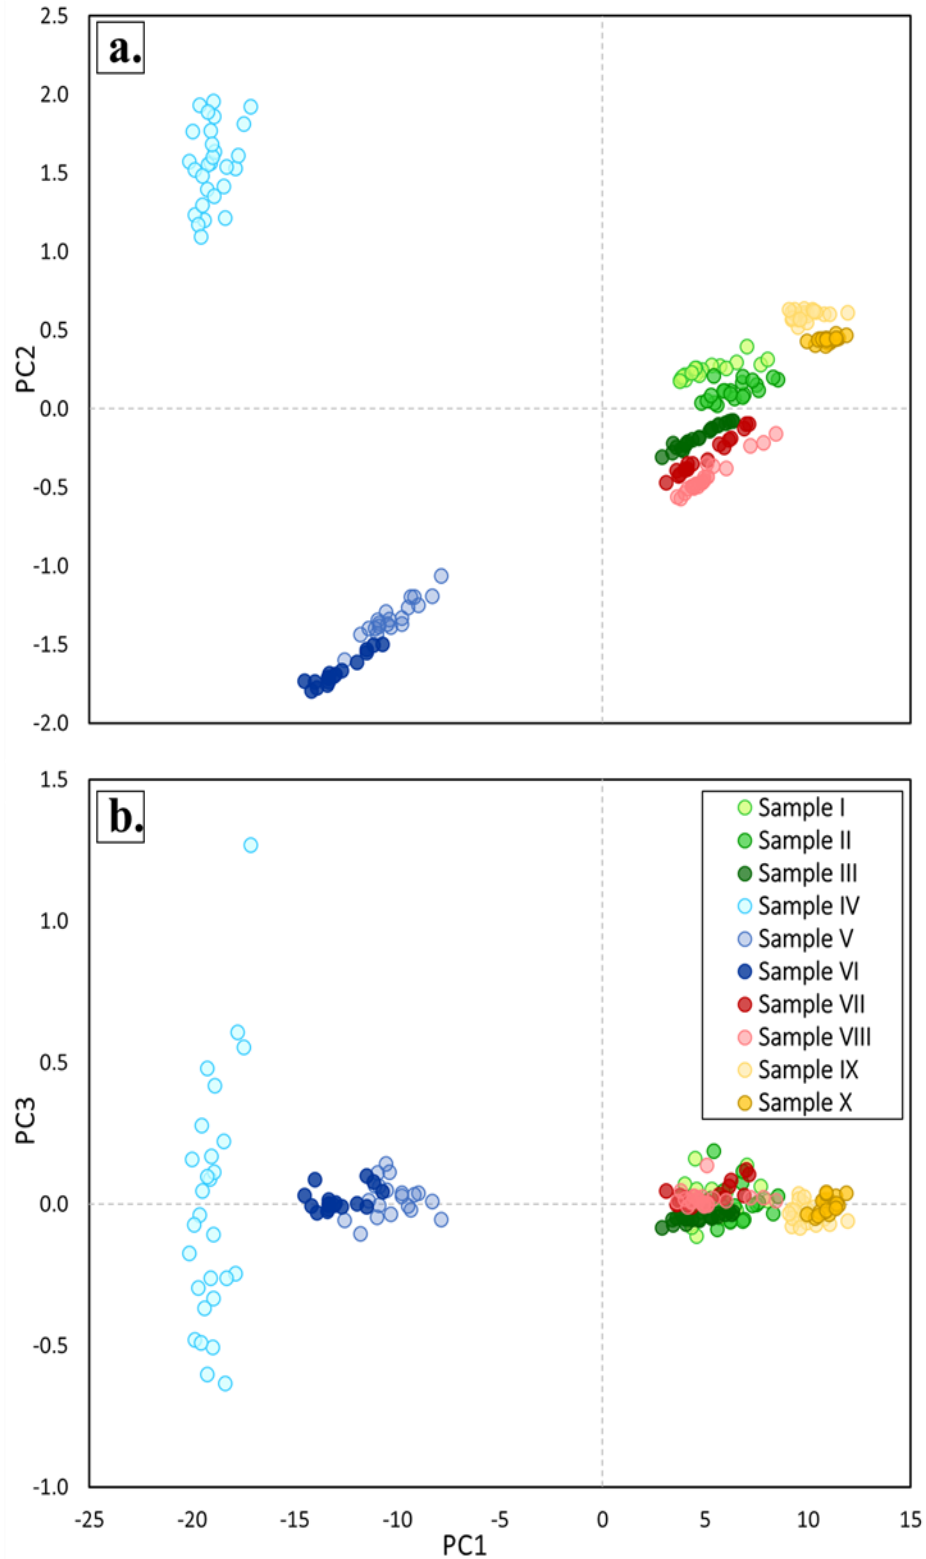 a.
2.5
2.0
1.5
1.0
0.5
0.0
-0.5
-1.0
-1.5
-2.0
PC2
b.
1.5
1.0
0.5
0.0
-0.5
-1.0
PC3
Sample I
Sample II
Sample III
Sample IV
Sample V
Sample VI
Sample VII
Sample VIII
Sample IX
Sample X
-25 -20 -15 -10 -5 0 5 10 15
PC1